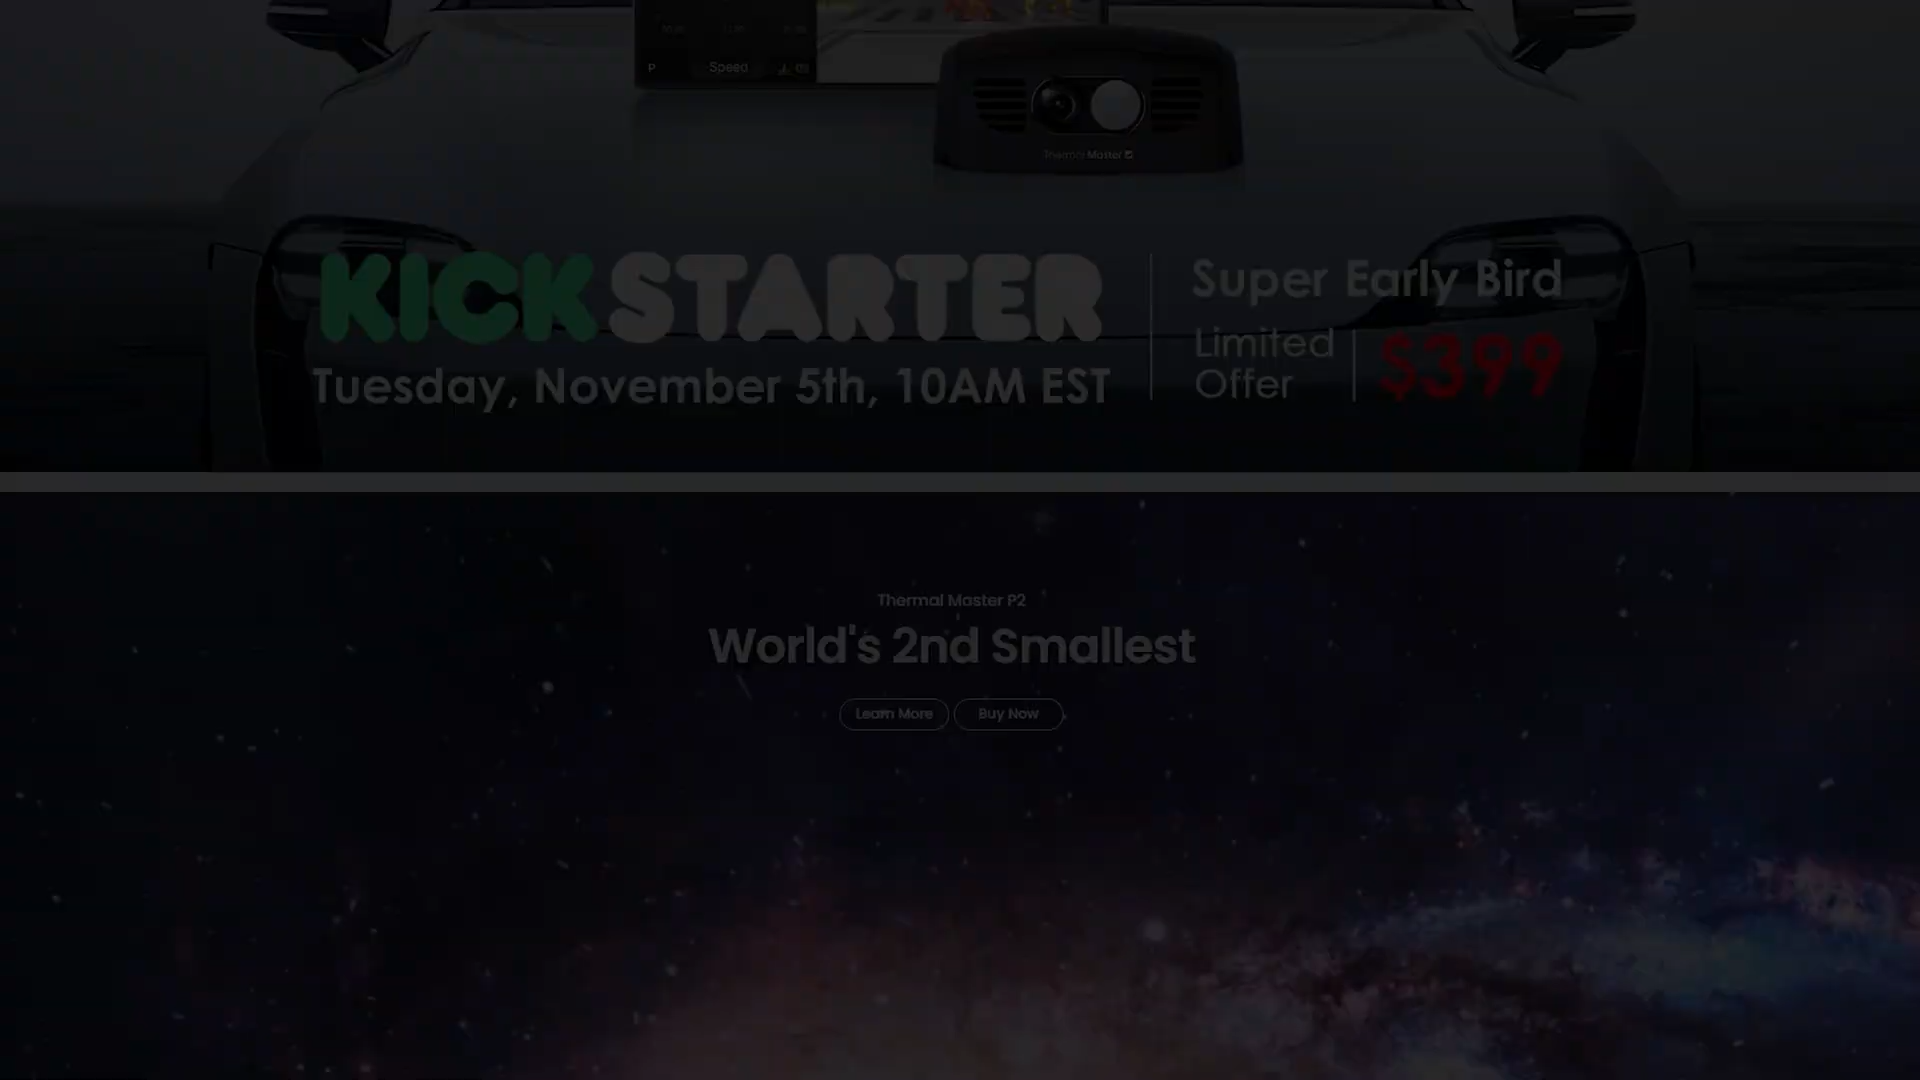 P Speed
Thermal Master
KICKSTARTER
Tuesday, November 5th, 10AM EST
Super Early Bird
Limited
Offer
$399
Thermal Master P2
World's 2nd Smallest
Learn More Buy Now